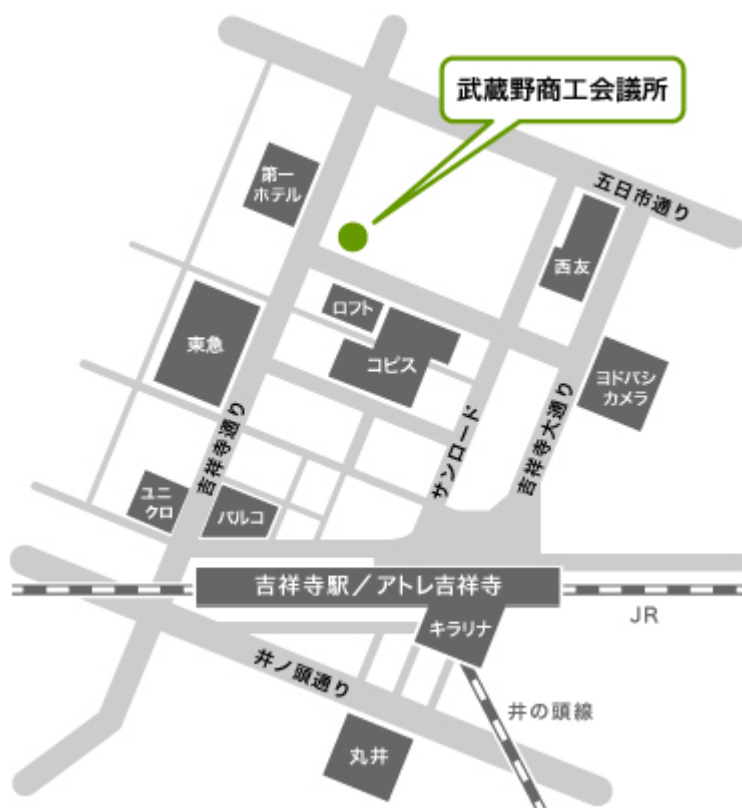 武蔵野商工会議所
五日市通り
第一
ホテル
西友
ロフト
東急
コピス
ヨドバシ
カメラ
吉祥寺通り
サンロード
吉祥寺大通り
ユニ
クロ
パルコ
吉祥寺駅／アトレ吉祥寺
キラリナ
JR
井ノ頭通り
井の頭線
丸井